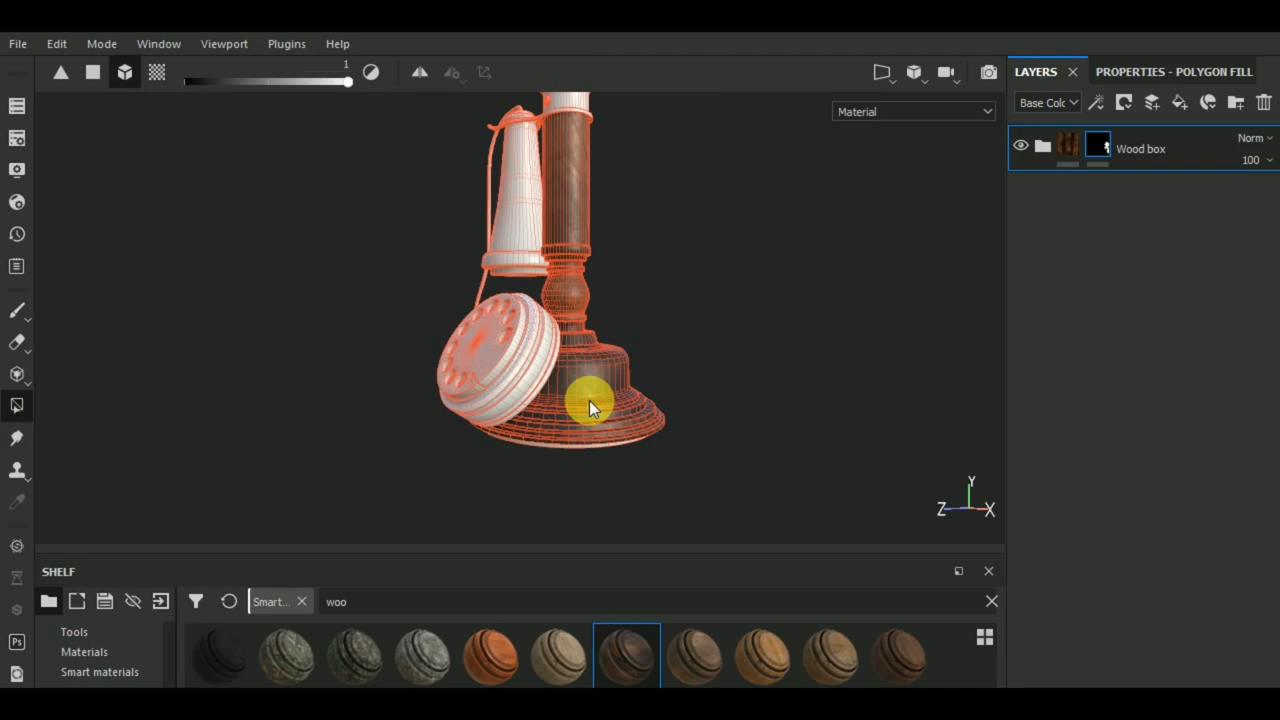 File Edit Mode Window Viewport Plugins Help
1
Material
LAYERS PROPERTIES - POLYGON FILL
Base Colc
Wood box
Norm
100
Y
Z X
SHELF
Smart... woo
Tools
Materials
Smart materials
Ps